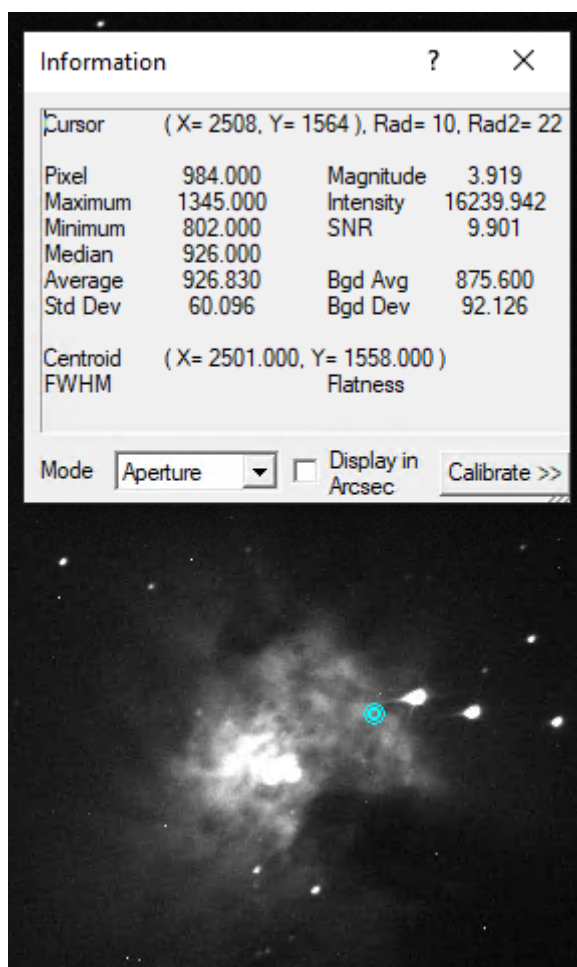 Information ? ×
Cursor ( X= 2508, Y= 1564 ), Rad= 10, Rad2= 22
Pixel 984.000 Magnitude 3.919
Maximum 1345.000 Intensity 16239.942
Minimum 802.000 SNR 9.901
Median 926.000
Average 926.830 Bgd Avg 875.600
Std Dev 60.096 Bgd Dev 92.126
Centroid ( X= 2501.000, Y= 1558.000 )
FWHM Flatness
Mode Aperture Display in Arcsec Calibrate >>